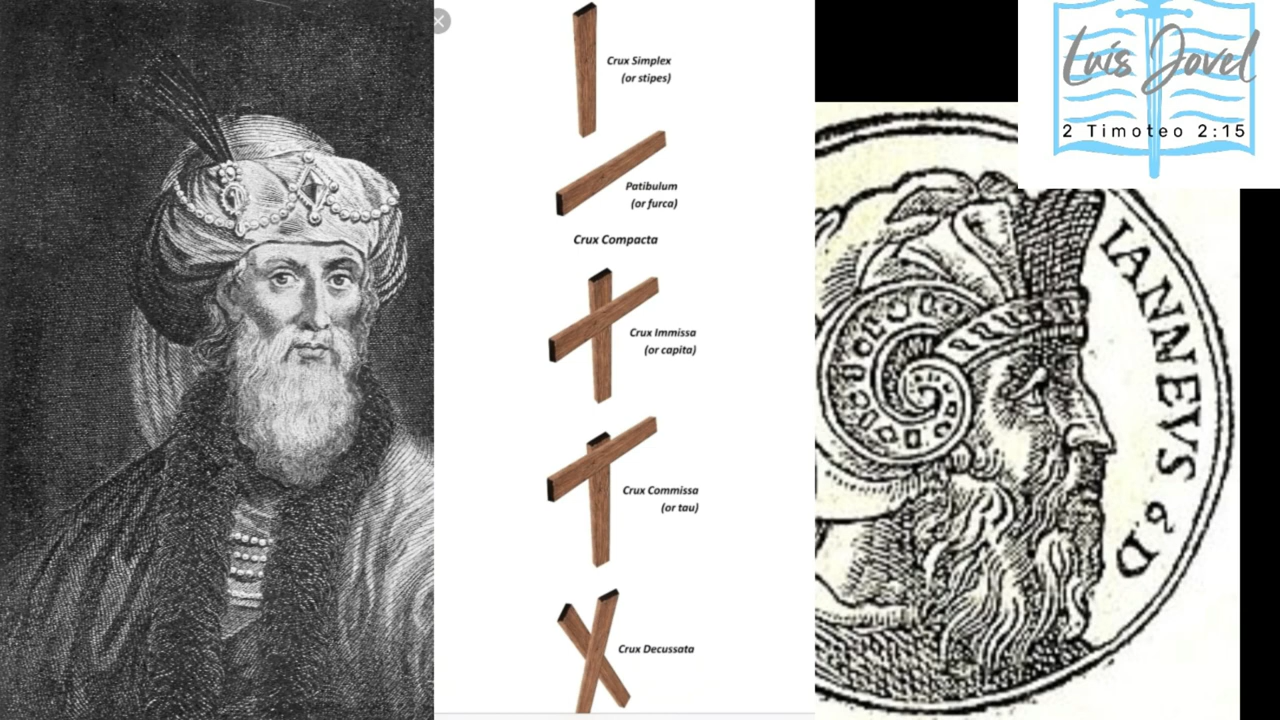 Crux Simplex
(or stipes)
Patibulum
(or furca)
Crux Compacta
Crux Immissa
(or capita)
Crux Commissa
(or tau)
Crux Decussata
IANNEVS
Luis Jovel
2 Timoteo 2:15